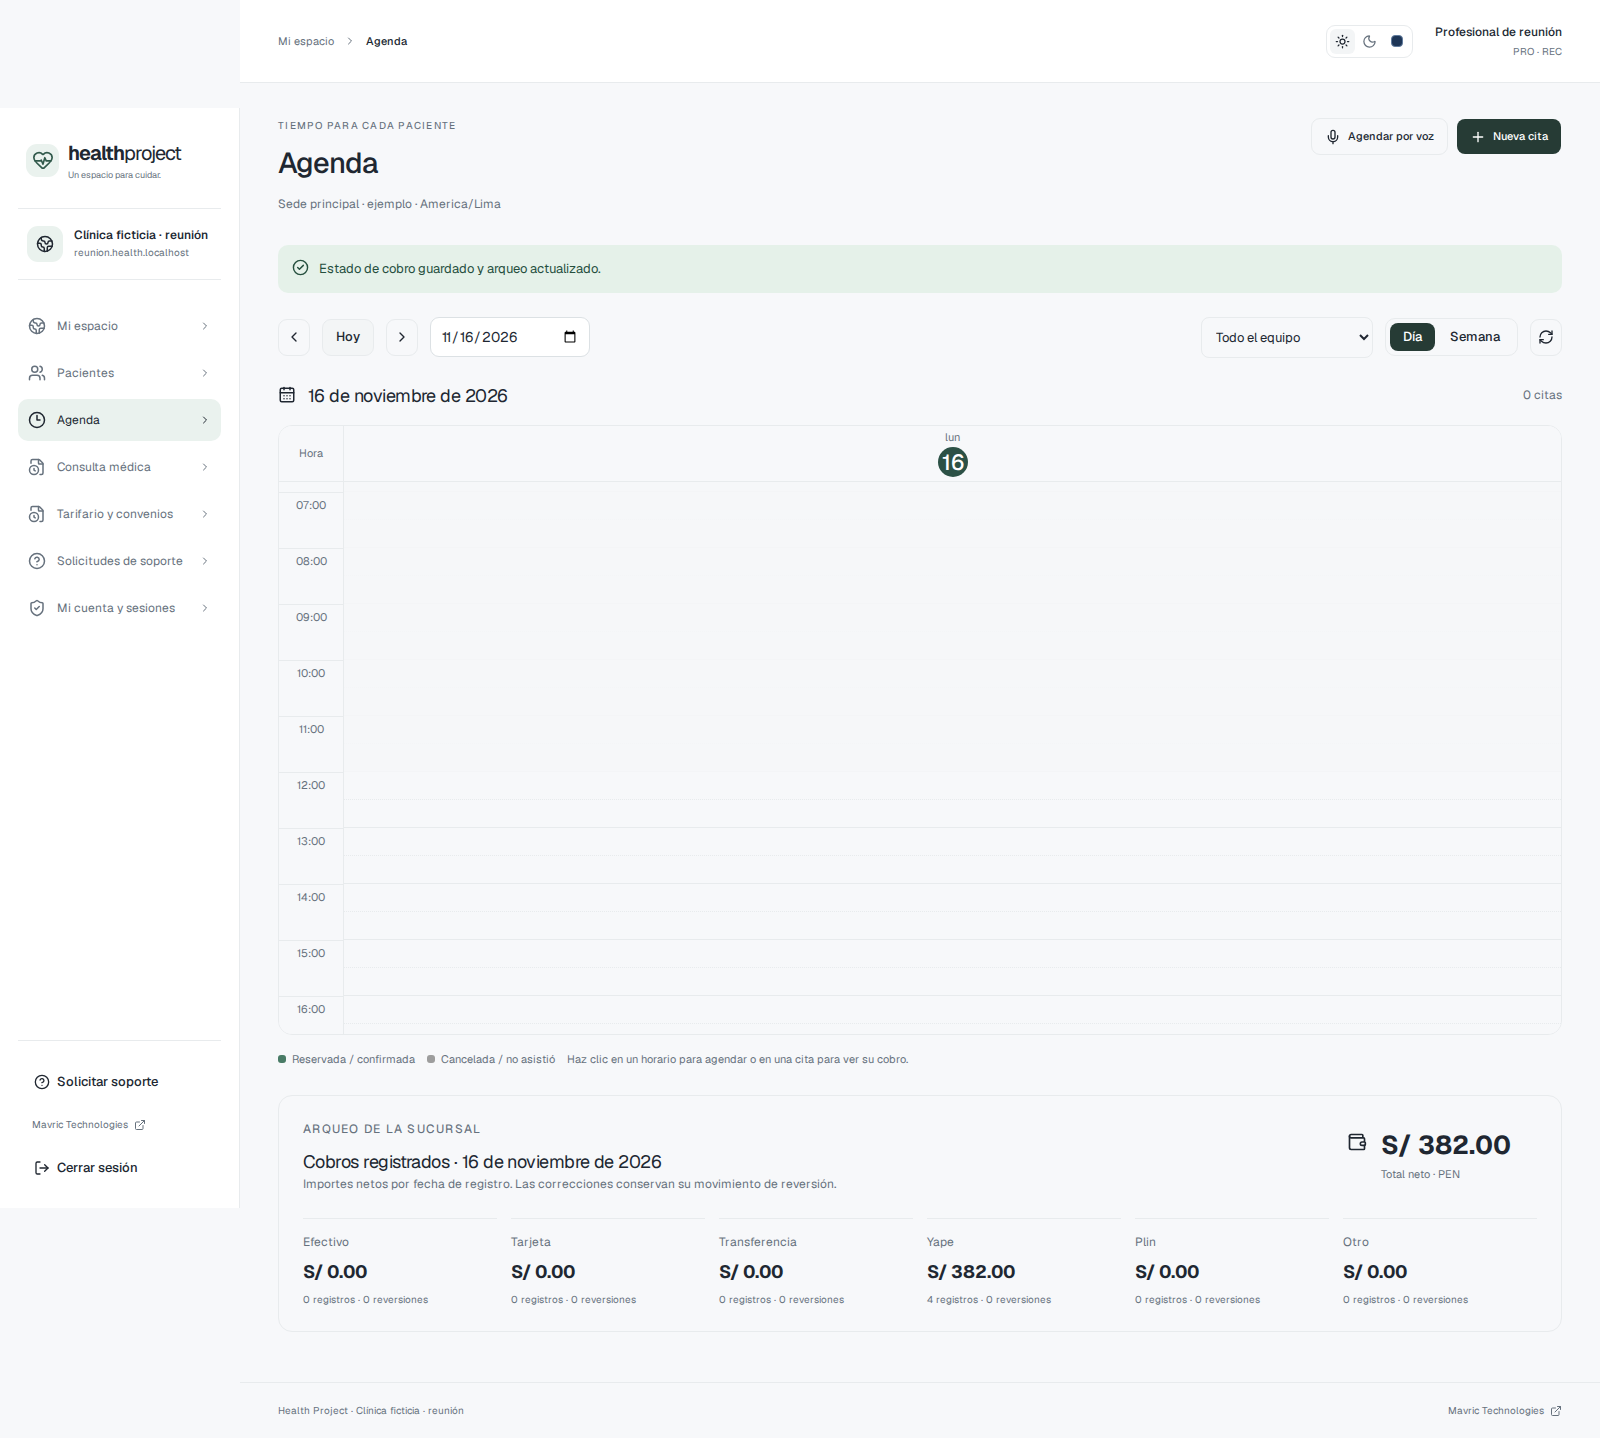 Mi espacio
Agenda
Profesional de reunión
PRO · REC
healthproject
Un espacio para cuidar.
Clínica ficticia · reunión
reunion.health.localhost
Mi espacio
Pacientes
Agenda
Consulta médica
Tarifario y convenios
Solicitudes de soporte
Mi cuenta y sesiones
Solicitar soporte
Mavric Technologies
Cerrar sesión
TIEMPO PARA CADA PACIENTE
Agenda
Sede principal · ejemplo · America/Lima
Agendar por voz
Nueva cita
Estado de cobro guardado y arqueo actualizado.
Hoy
11/16/2026
Todo el equipo
Día
Semana
16 de noviembre de 2026
0 citas
Hora
lun
16
07:00
08:00
09:00
10:00
11:00
12:00
13:00
14:00
15:00
16:00
Reservada / confirmada
Cancelada / no asistió
Haz clic en un horario para agendar o en una cita para ver su cobro.
ARQUEO DE LA SUCURSAL
Cobros registrados · 16 de noviembre de 2026
Importes netos por fecha de registro. Las correcciones conservan su movimiento de reversión.
S/ 382.00
Total neto · PEN
Efectivo
S/ 0.00
0 registros · 0 reversiones
Tarjeta
S/ 0.00
0 registros · 0 reversiones
Transferencia
S/ 0.00
0 registros · 0 reversiones
Yape
S/ 382.00
4 registros · 0 reversiones
Plin
S/ 0.00
0 registros · 0 reversiones
Otro
S/ 0.00
0 registros · 0 reversiones
Health Project · Clínica ficticia · reunión
Mavric Technologies